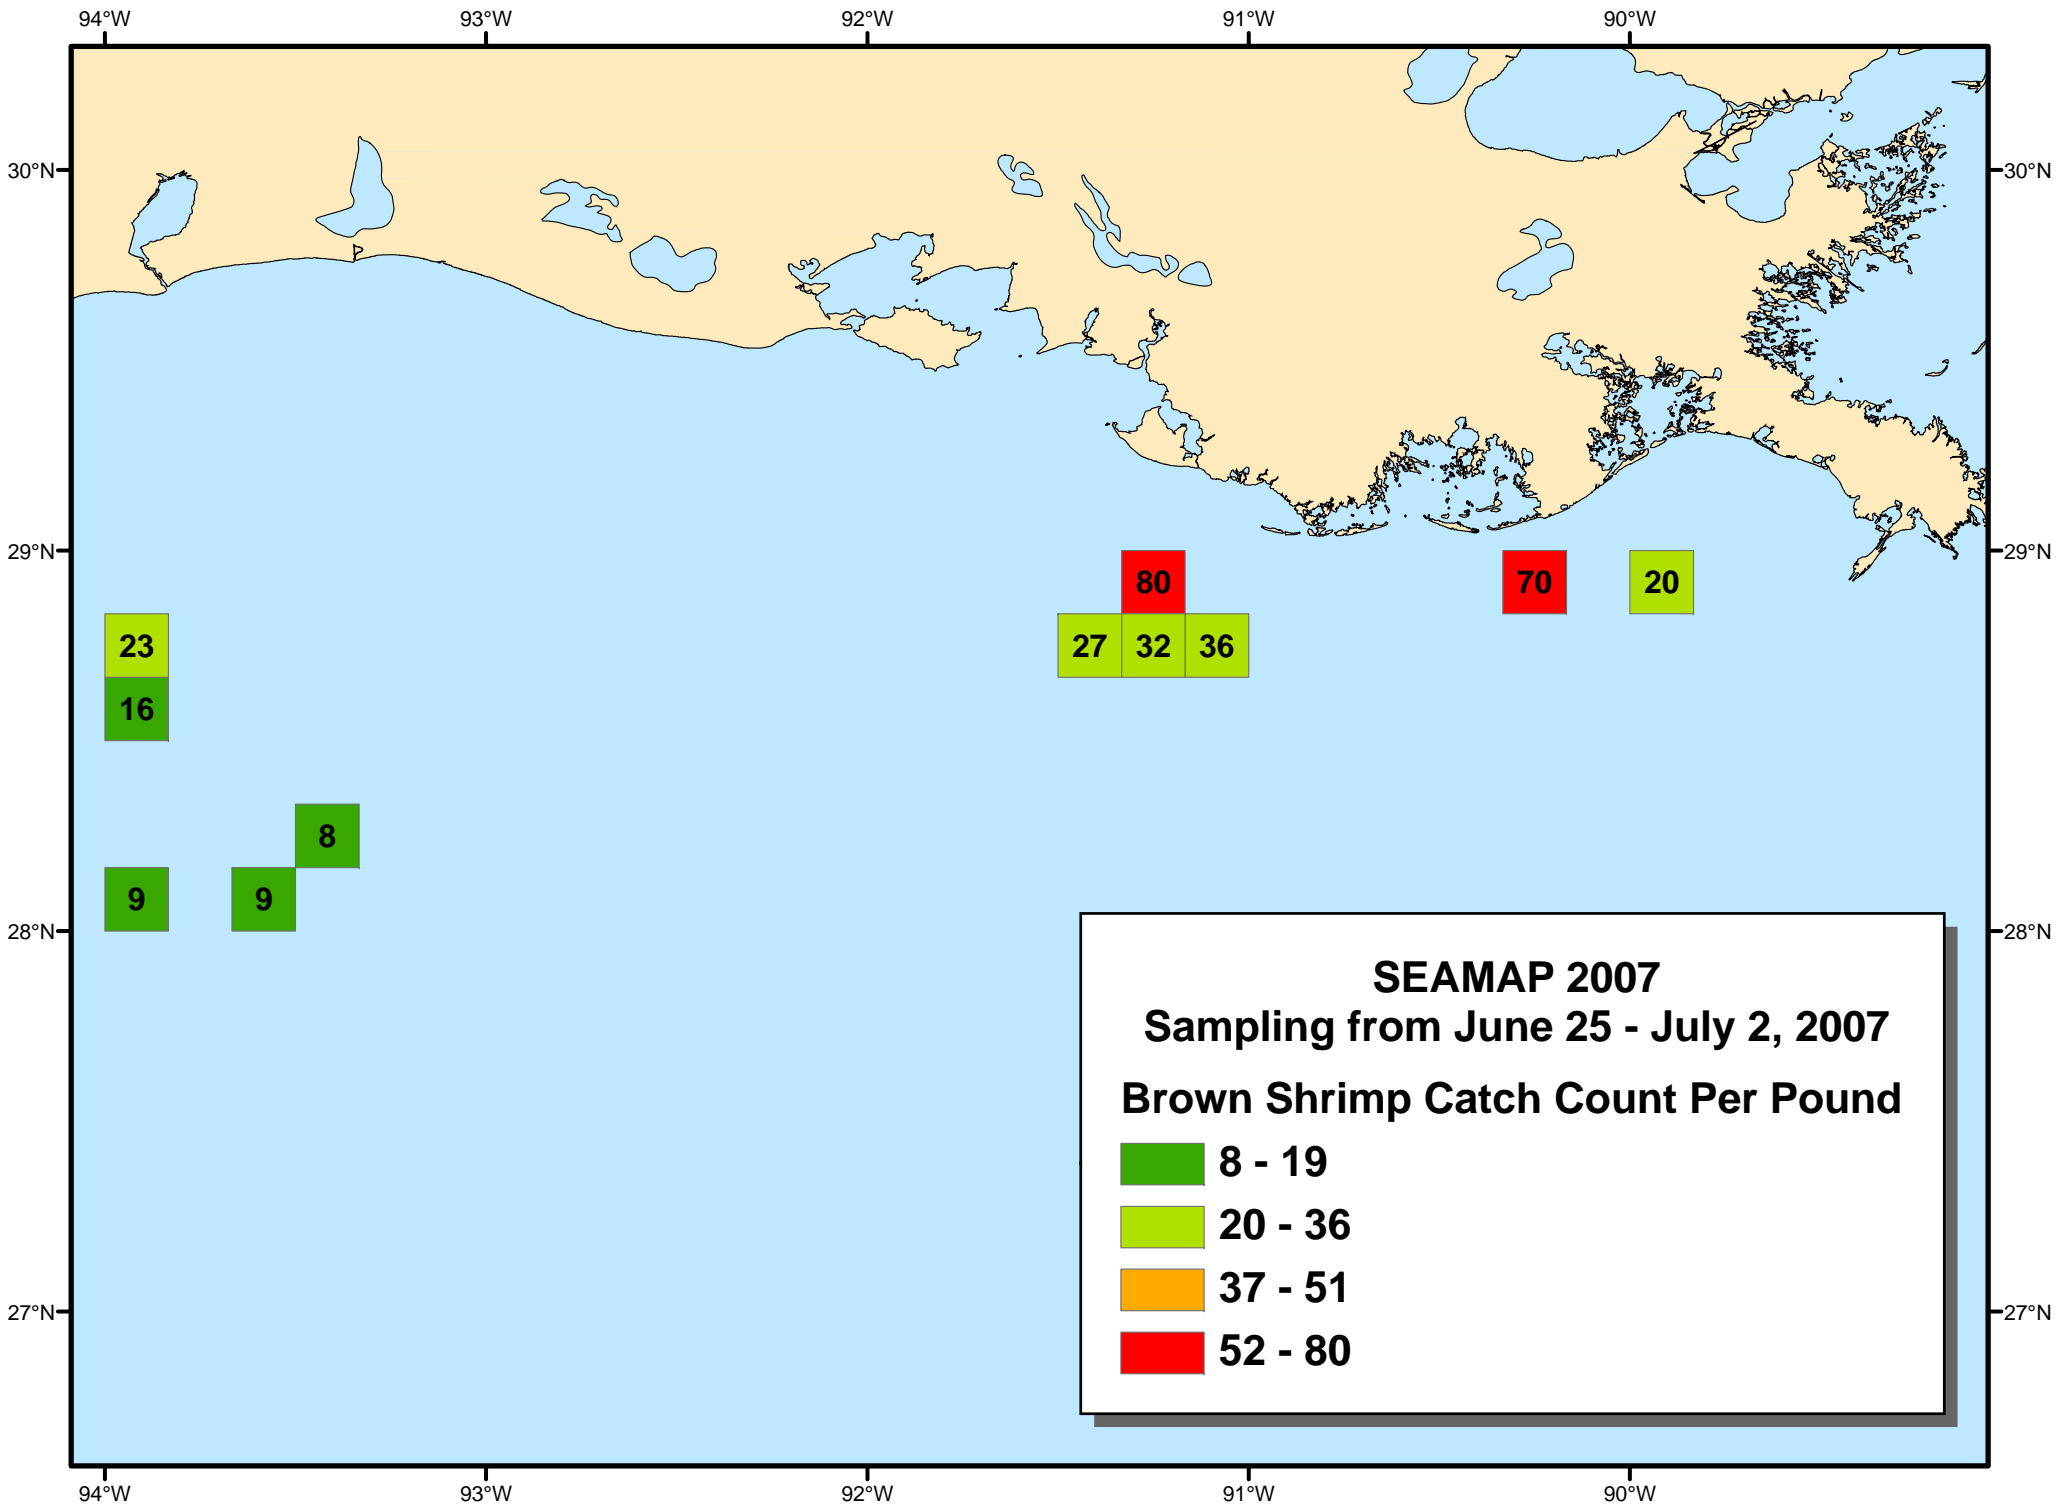 94°W 93°W 92°W 91°W 90°W
30°N 30°N
29°N 29°N
80 70 20
23 27 32 36
16
8
9 9
28°N 28°N
SEAMAP 2007
Sampling from June 25 - July 2, 2007
Brown Shrimp Catch Count Per Pound
8 - 19
20 - 36
37 - 51
27°N 27°N
52 - 80
94°W 93°W 92°W 91°W 90°W